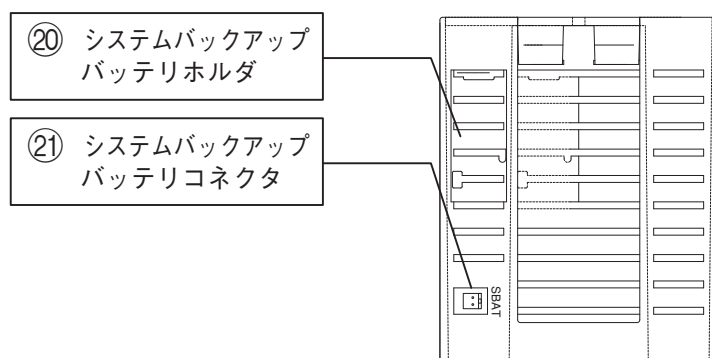 ⑳ システムバックアップ
バッテリホルダ
㉑ システムバックアップ
バッテリコネクタ
SBAT